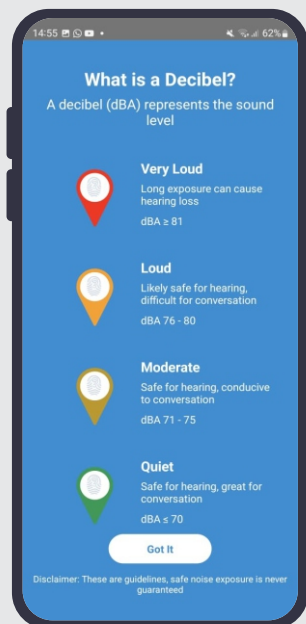 14:55
62%
What is a Decibel?
A decibel (dBA) represents the sound
level
Very Loud
Long exposure can cause
hearing loss
dBA ≥ 81
Loud
Likely safe for hearing,
difficult for conversation
dBA 76 - 80
Moderate
Safe for hearing, conducive
to conversation
dBA 71 - 75
Quiet
Safe for hearing, great for
conversation
dBA ≤ 70
Got It
Disclaimer: These are guidelines, safe noise exposure is never
guaranteed